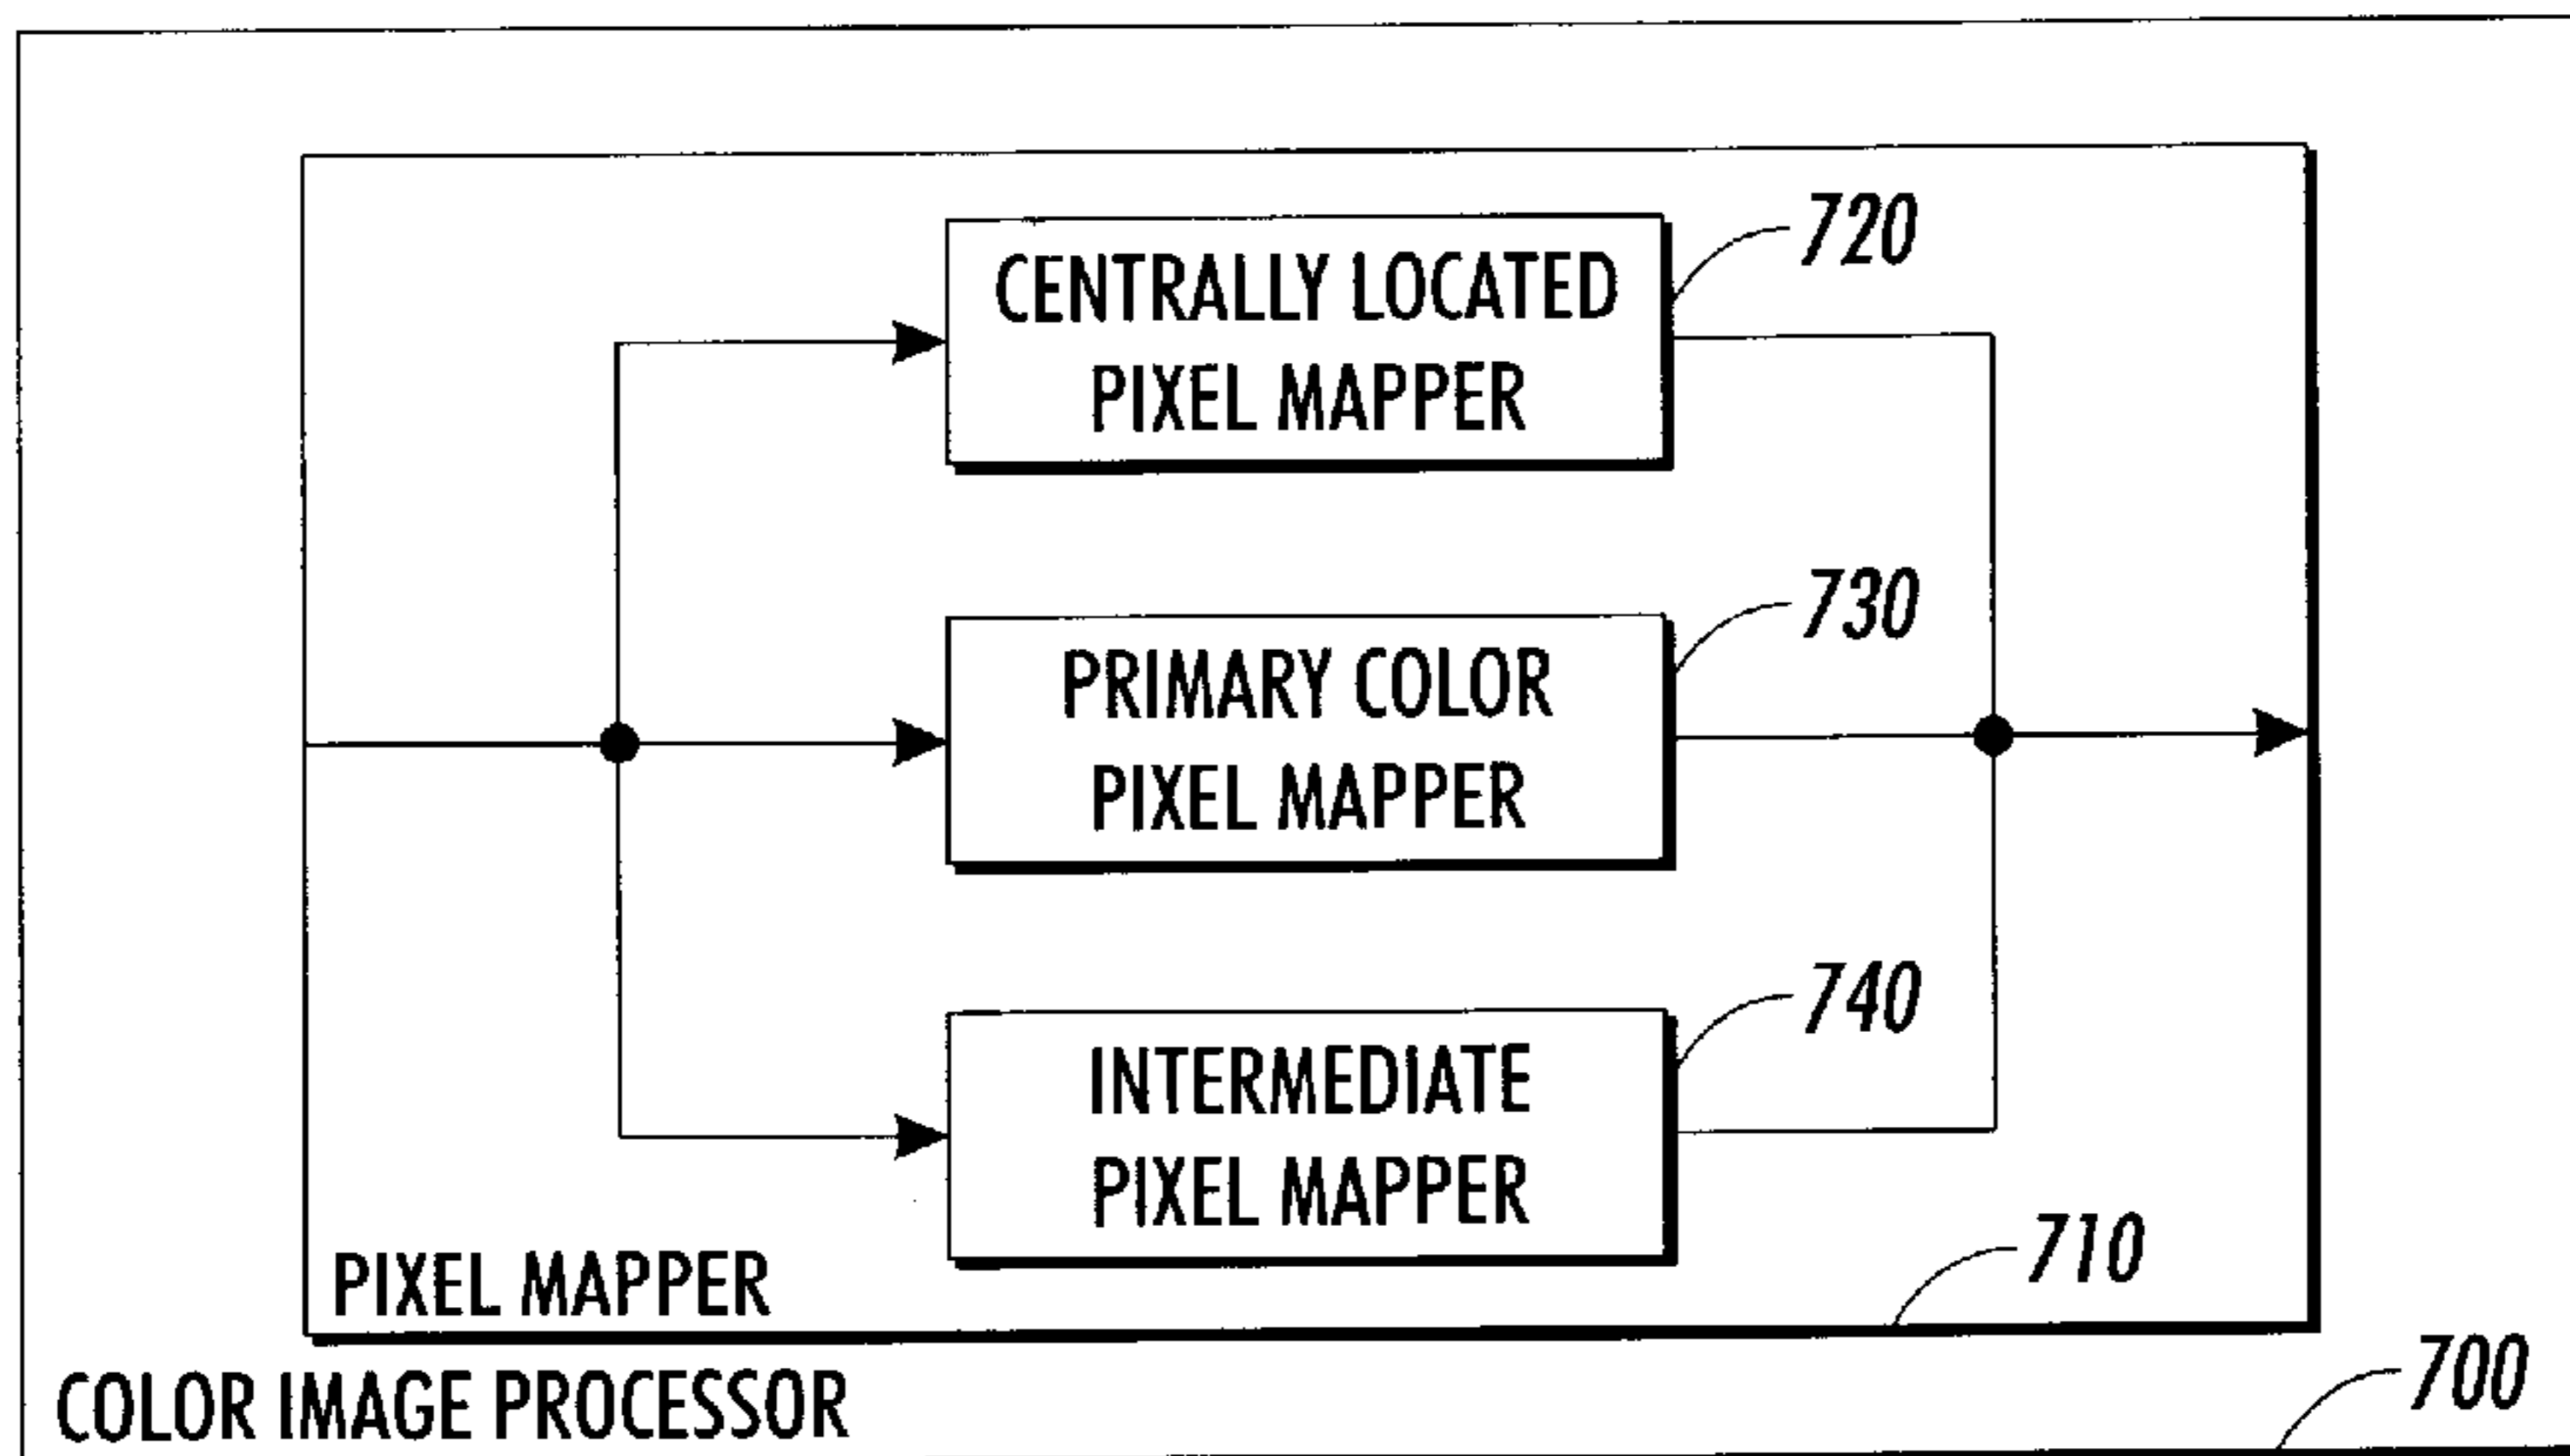 CENTRALLY LOCATED
PIXEL MAPPER
720
PRIMARY COLOR
PIXEL MAPPER
730
INTERMEDIATE
PIXEL MAPPER
740
PIXEL MAPPER
710
COLOR IMAGE PROCESSOR
700